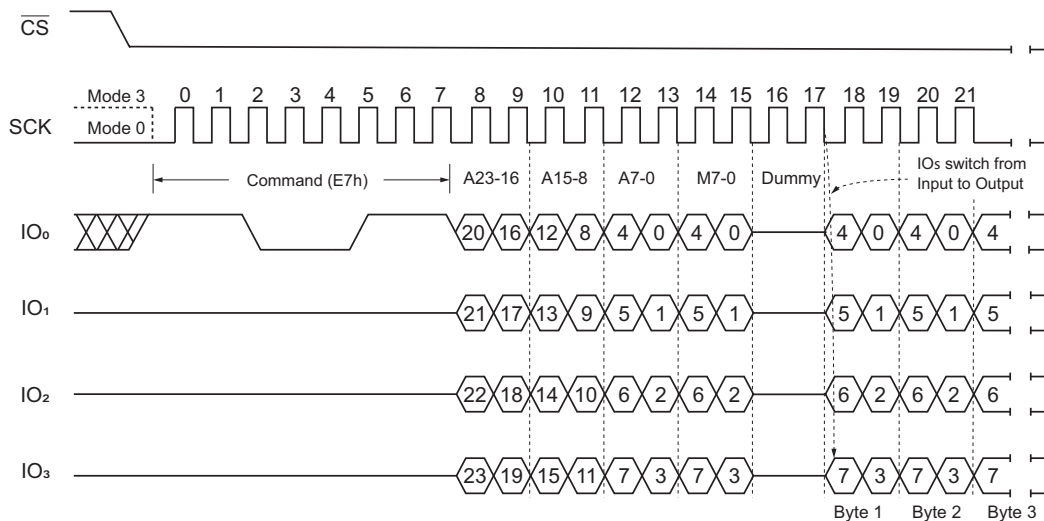 CS
Mode 3 0 1 2 3 4 5 6 7 8 9 10 11 12 13 14 15 16 17 18 19 20 21
SCK
Mode 0
Command (E7h) A23-16 A15-8 A7-0 M7-0 Dummy IOs switch from
Input to Output
IO₀ 20 16 12 8 4 0 4 0 4 0 4 0 4
IO₁ 21 17 13 9 5 1 5 1 5 1 5 1 5
IO₂ 22 18 14 10 6 2 6 2 6 2 6 2 6
IO₃ 23 19 15 11 7 3 7 3 7 3 7 3 7
Byte 1 Byte 2 Byte 3